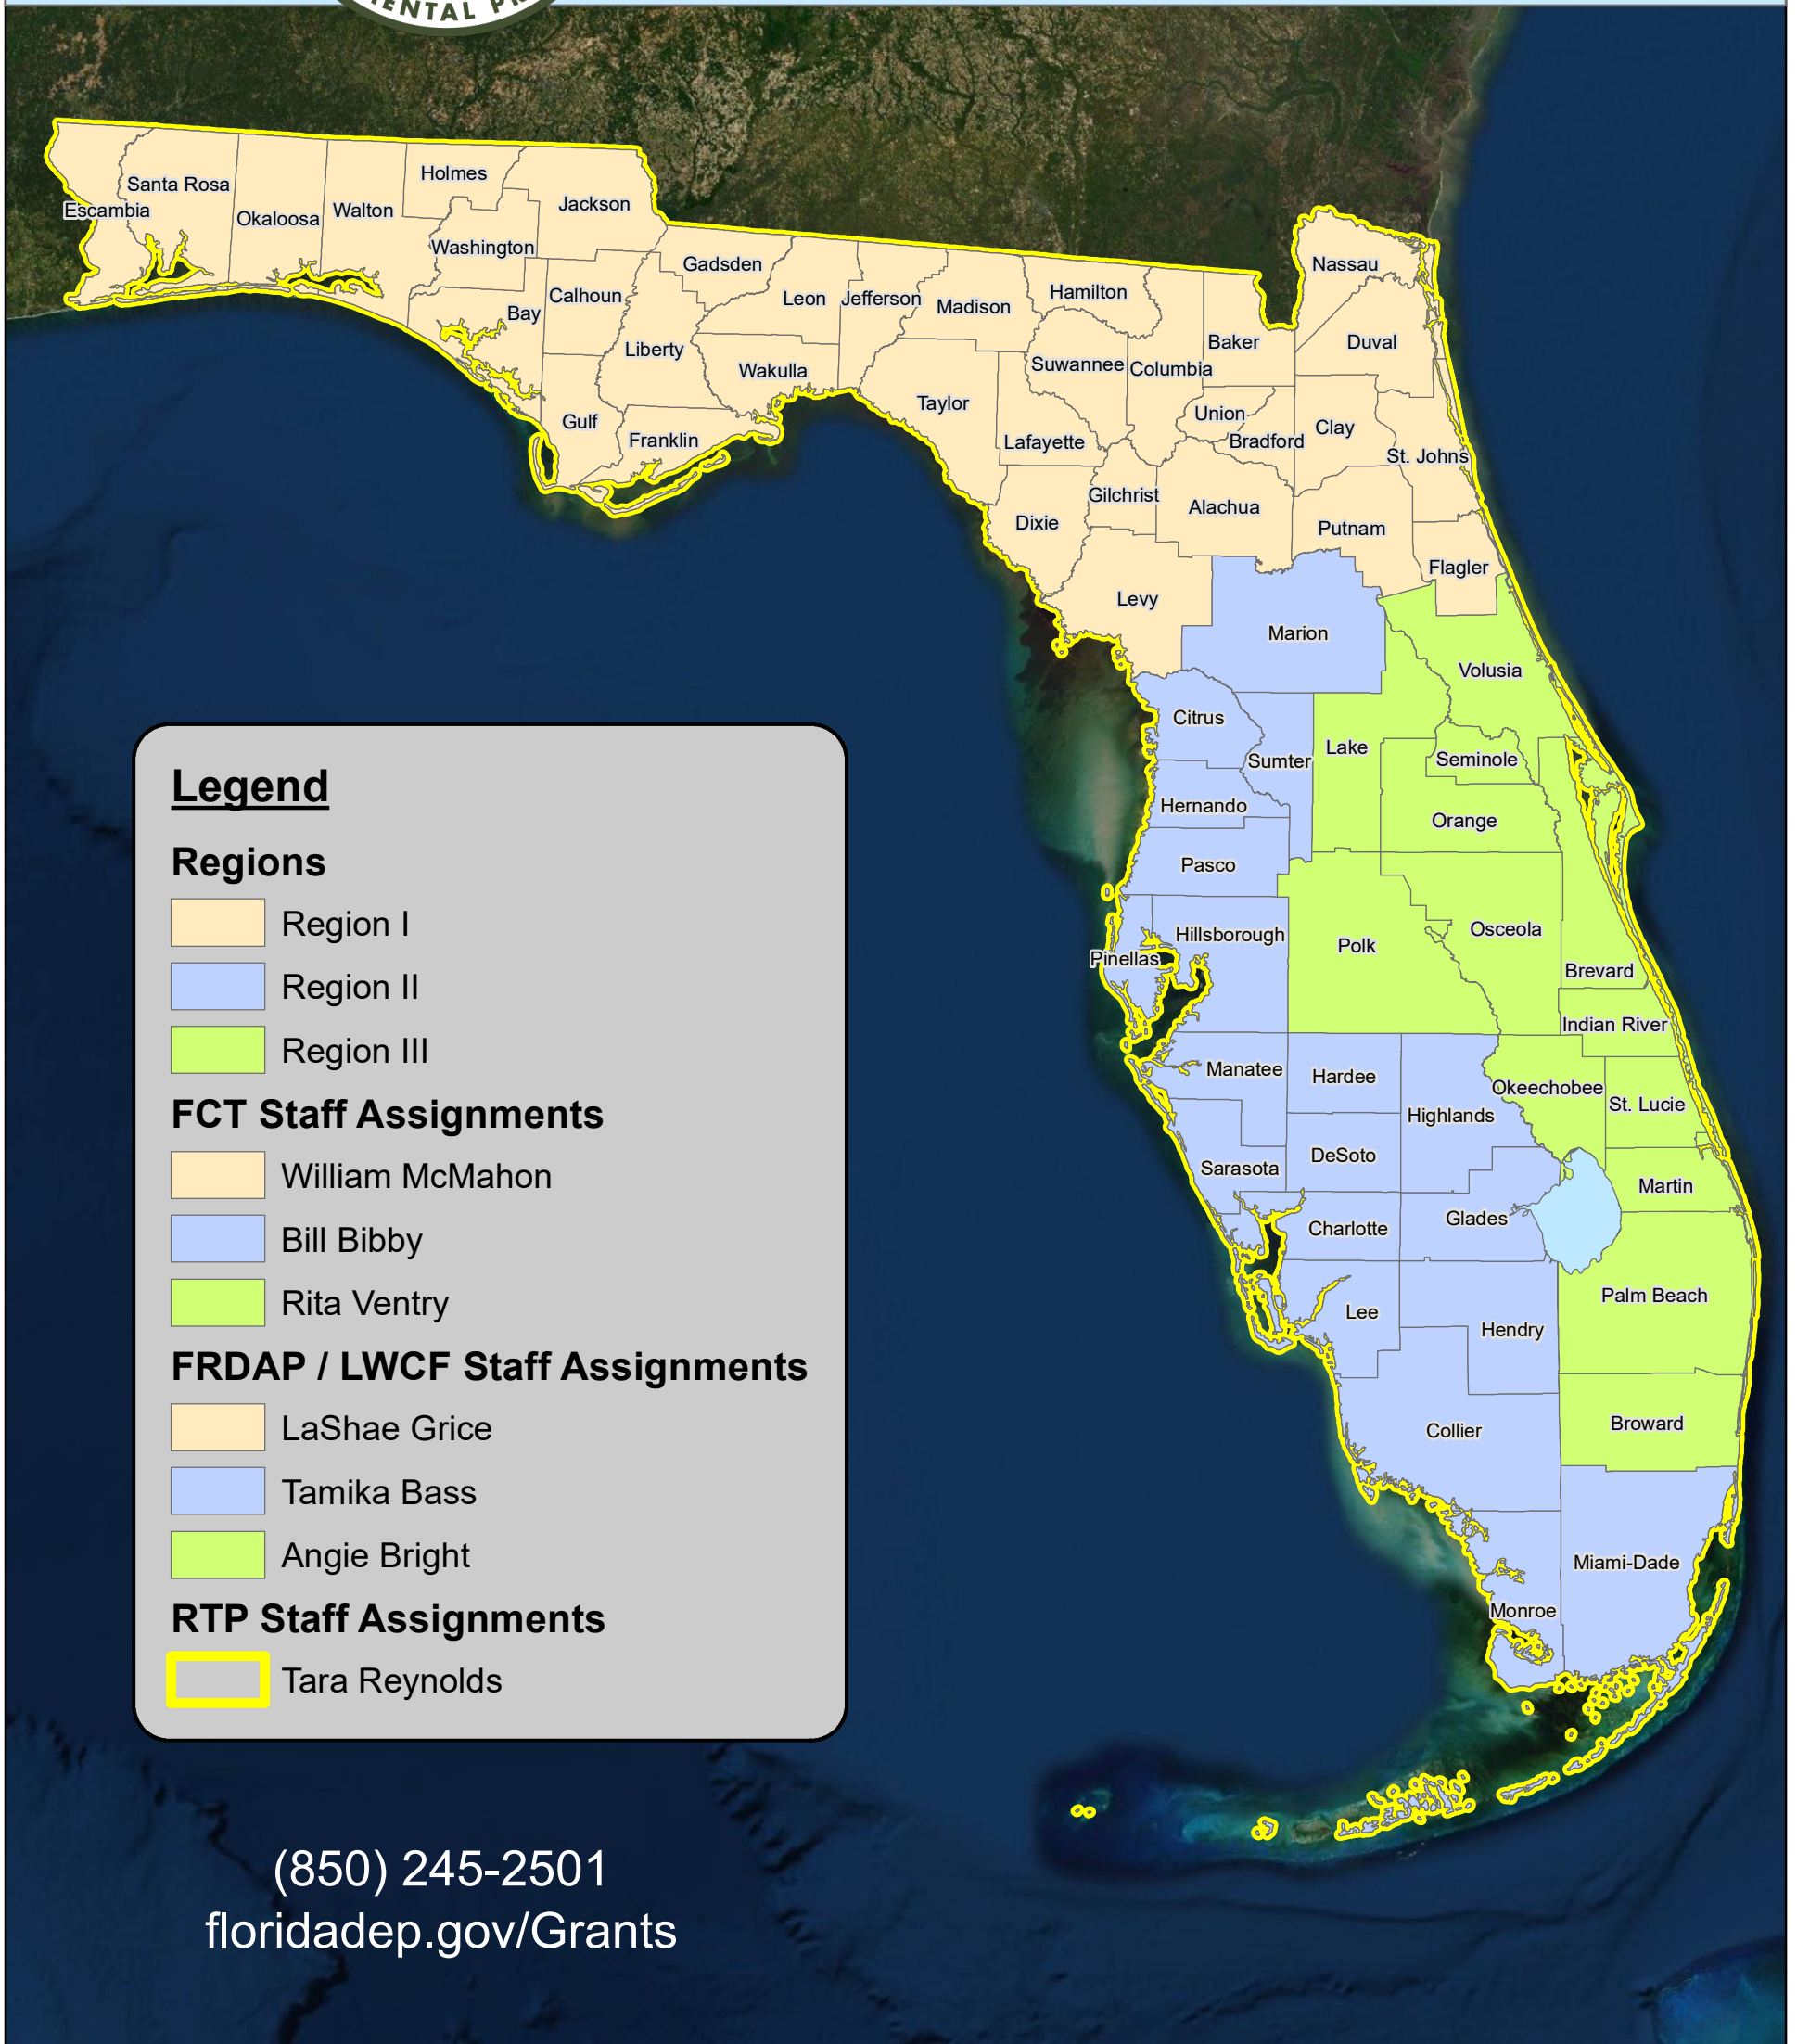 Santa Rosa
Escambia
Okaloosa
Walton
Holmes
Washington
Jackson
Bay
Calhoun
Gulf
Liberty
Franklin
Gadsden
Leon
Wakulla
Jefferson
Madison
Taylor
Hamilton
Suwannee
Columbia
Lafayette
Dixie
Gilchrist
Baker
Union
Bradford
Alachua
Levy
Nassau
Duval
Clay
St. Johns
Putnam
Flagler
Marion
Volusia
Citrus
Sumter
Lake
Seminole
Hernando
Orange
Pasco
Hillsborough
Pinellas
Polk
Osceola
Brevard
Indian River
Manatee
Hardee
Highlands
Okeechobee
St. Lucie
Sarasota
DeSoto
Martin
Charlotte
Glades
Palm Beach
Lee
Hendry
Collier
Broward
Miami-Dade
Monroe
Legend
Regions
Region I
Region II
Region III
FCT Staff Assignments
William McMahon
Bill Bibby
Rita Ventry
FRDAP / LWCF Staff Assignments
LaShae Grice
Tamika Bass
Angie Bright
RTP Staff Assignments
Tara Reynolds
(850) 245-2501
floridadep.gov/Grants